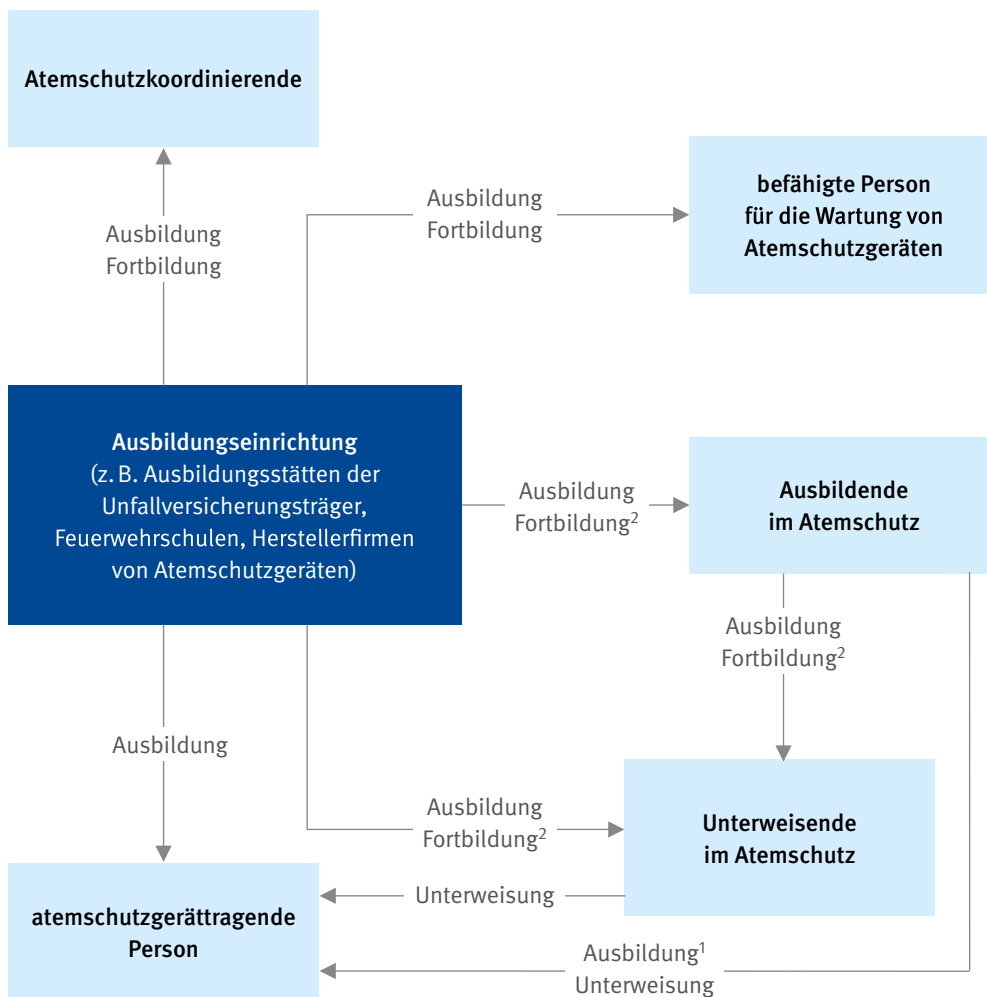 Atemschutzkoordinierende
Ausbildung
Fortbildung
Ausbildung
Fortbildung
befähigte Person
für die Wartung von
Atemschutzgeräten
Ausbildungseinrichtung
(z. B. Ausbildungsstätten der
Unfallversicherungsträger,
Feuerwehrschulen, Herstellerfirmen
von Atemschutzgeräten)
Ausbildung
Fortbildung²
Ausbildende
im Atemschutz
Ausbildung
Fortbildung²
Ausbildung
Ausbildung
Fortbildung²
Unterweisende
im Atemschutz
Unterweisung
atemschutzgerättragende
Person
Ausbildung¹
Unterweisung